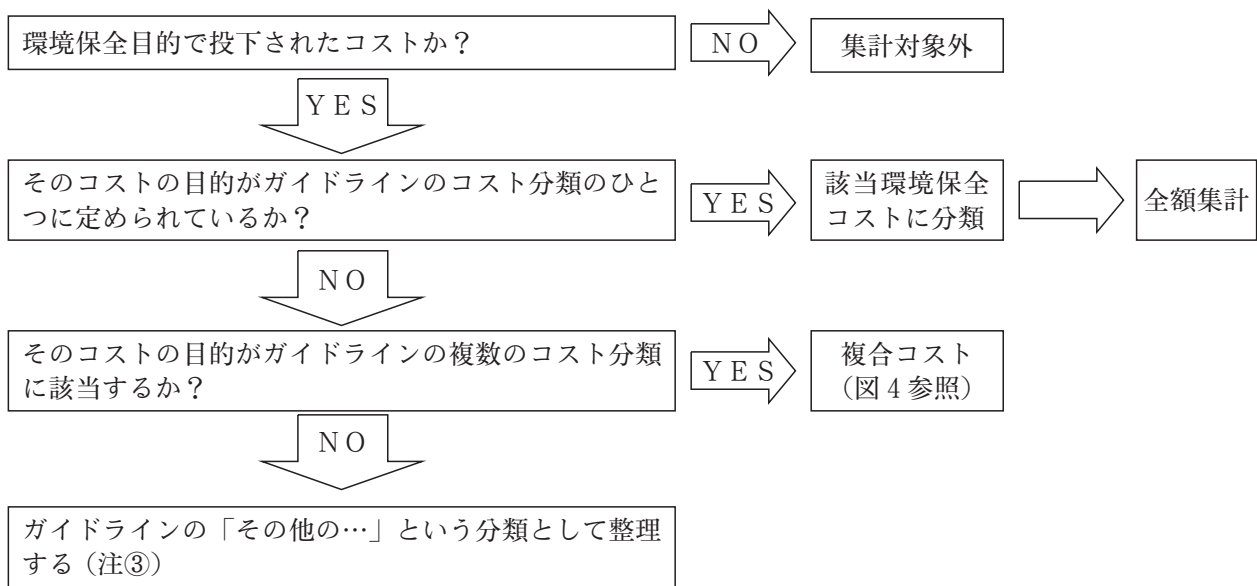 環境保全目的で投下されたコストか？
ＮＯ
集計対象外
ＹＥＳ
そのコストの目的がガイドラインのコスト分類のひと
つに定められているか？
ＹＥＳ
該当環境保全
コストに分類
全額集計
ＮＯ
そのコストの目的がガイドラインの複数のコスト分類
に該当するか？
ＹＥＳ
複合コスト
（図４参照）
ＮＯ
ガイドラインの「その他の…」という分類として整理
する（注③）